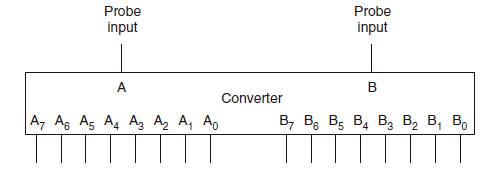 Probe input
Probe input
A
B
Converter
A₇ A₆ A₅ A₄ A₃ A₂ A₁ A₀
B₇ B₆ B₅ B₄ B₃ B₂ B₁ B₀